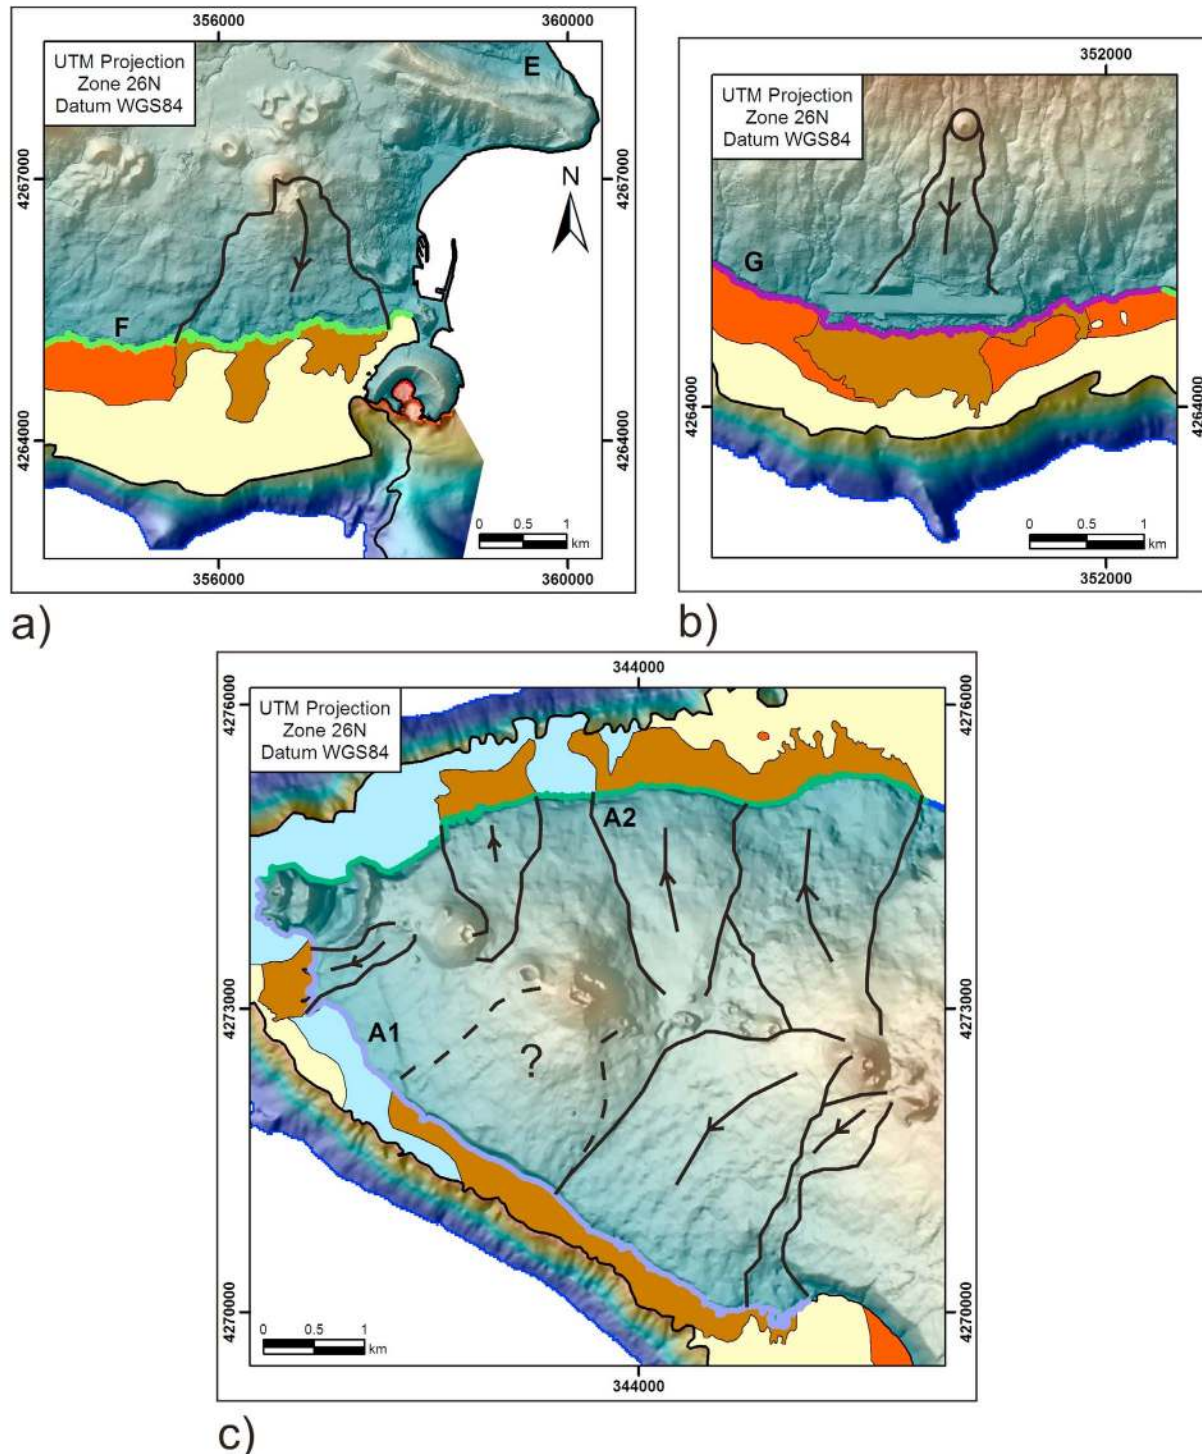 356000
360000
UTM Projection
Zone 26N
Datum WGS84
E
4267000
4267000
N
F
4264000
4264000
0 0.5 1
km
356000
360000
a)
352000
UTM Projection
Zone 26N
Datum WGS84
G
4264000
4264000
0 0.5 1
km
352000
b)
344000
4276000
4276000
UTM Projection
Zone 26N
Datum WGS84
A2
4273000
4273000
A1
?
4270000
4270000
0 0.5 1
km
344000
c)